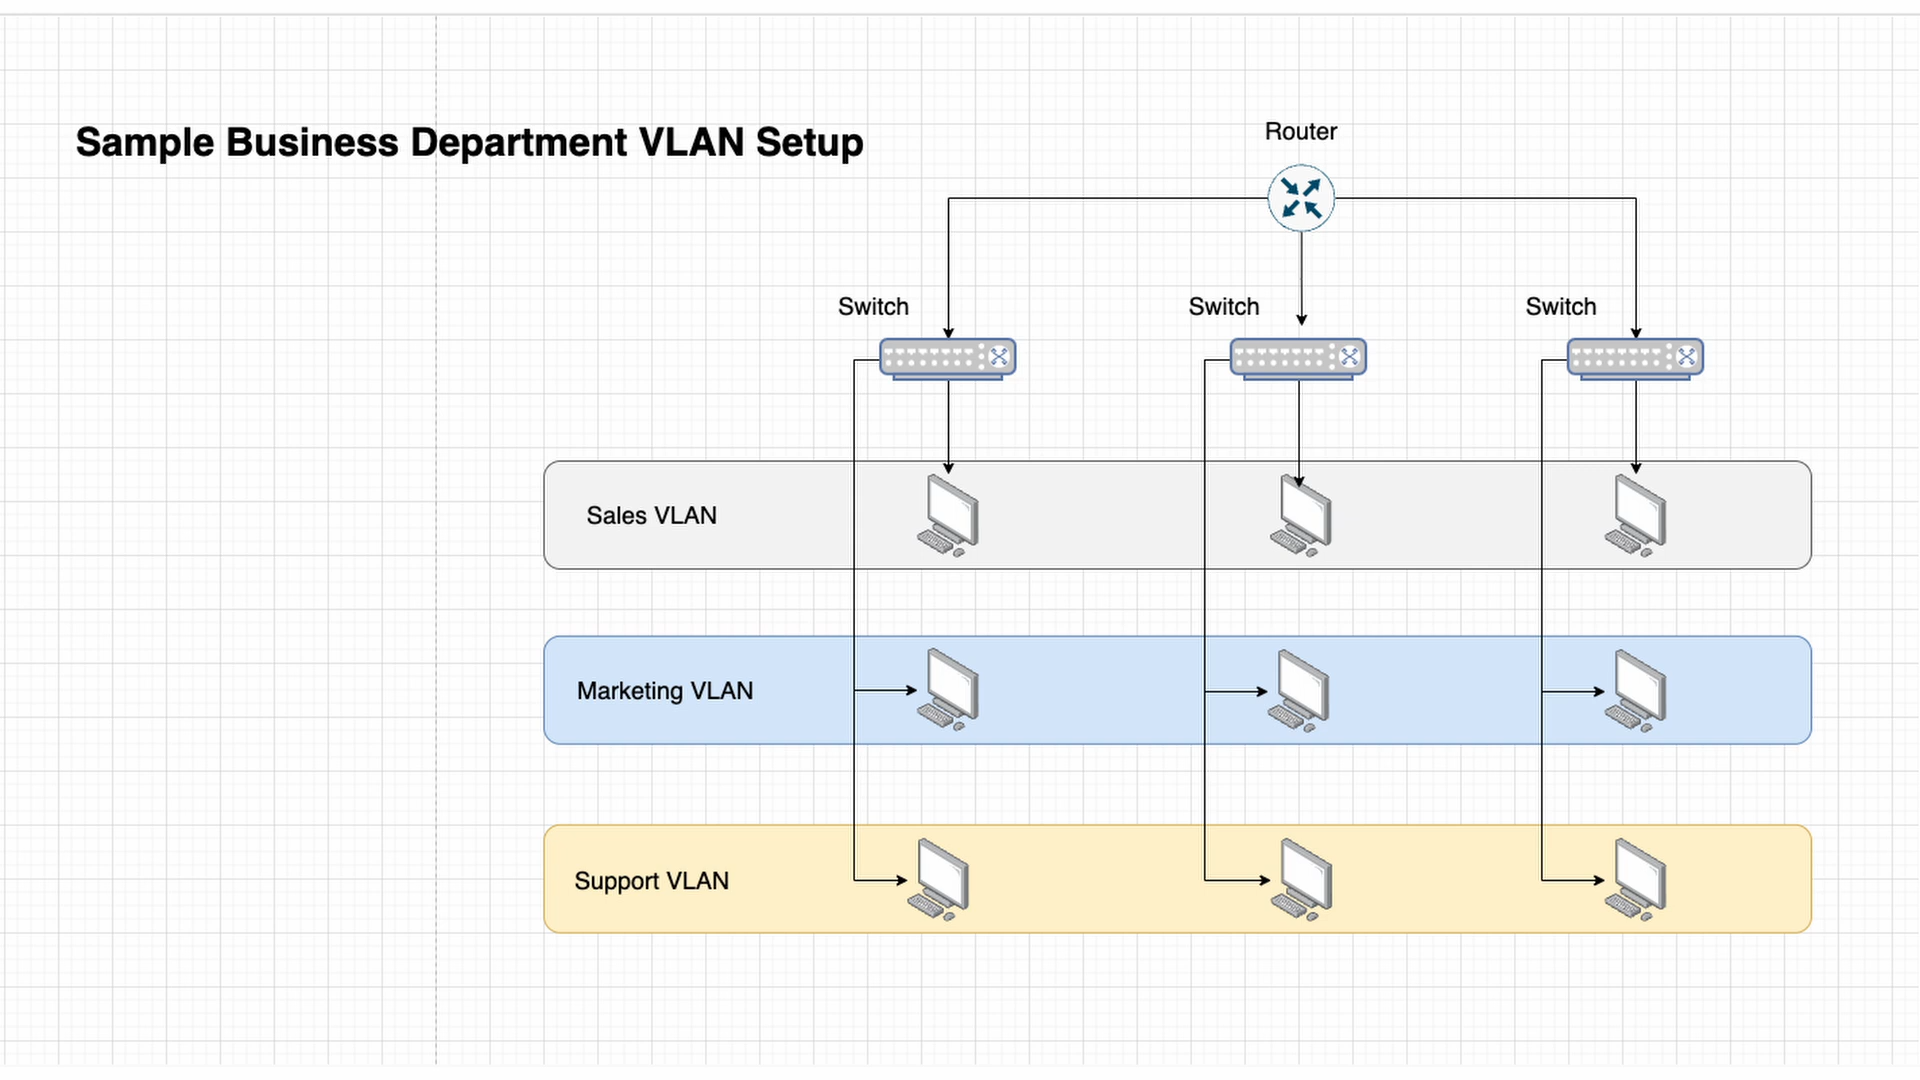 Sample Business Department VLAN Setup
Router
Switch
Switch
Switch
Sales VLAN
Marketing VLAN
Support VLAN